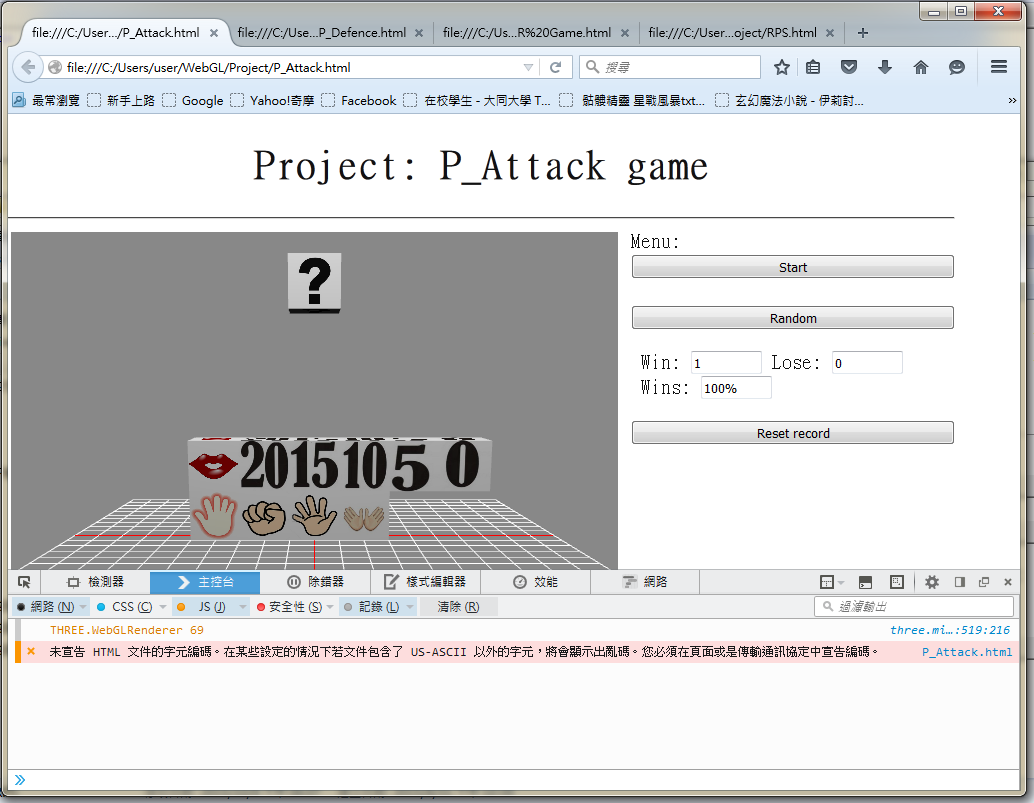 file:///C:/User.../P_Attack.html
file:///C:/Use...P_Defence.html
file:///C:/Us...R%20Game.html
file:///C:/User...oject/RPS.html
file:///C:/Users/user/WebGL/Project/P_Attack.html
搜尋
最常瀏覽 新手上路 Google Yahoo!奇摩 Facebook 在校學生 - 大同大學 T... 骷髏精靈 星戰風暴txt... 玄幻魔法小說 - 伊莉討...
Project: P_Attack game
?
2015 10 5 0
Menu:
Start
Random
Win: 1 Lose: 0
Wins: 100%
Reset record
檢測器 主控台 除錯器 樣式編輯器 效能 網路
網路 (N) CSS (C) JS (J) 安全性 (S) 記錄 (L) 清除 (R) 過濾輸出
THREE.WebGLRenderer 69 three.mi…:519:216
未宣告 HTML 文件的字元編碼。在某些設定的情況下若文件包含了 US-ASCII 以外的字元，將會顯示出亂碼。您必須在頁面或是傳輸通訊協定中宣告編碼。 P_Attack.html